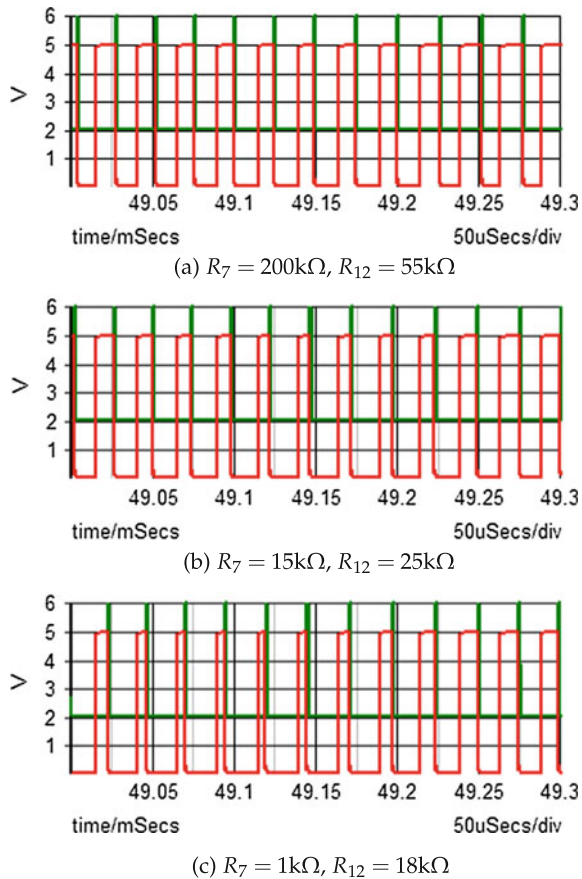 6
5
4
3
2
1
V
49.05 49.1 49.15 49.2 49.25 49.3
time/mSecs 50uSecs/div
(a) R₇ = 200kΩ, R₁₂ = 55kΩ
6
5
4
3
2
1
V
49.05 49.1 49.15 49.2 49.25 49.3
time/mSecs 50uSecs/div
(b) R₇ = 15kΩ, R₁₂ = 25kΩ
6
5
4
3
2
1
V
49.05 49.1 49.15 49.2 49.25 49.3
time/mSecs 50uSecs/div
(c) R₇ = 1kΩ, R₁₂ = 18kΩ